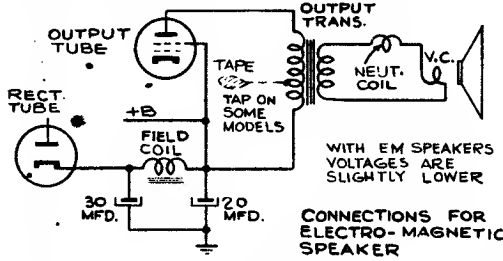 OUTPUT
TRANS.
OUTPUT
TUBE
TAPE
TAP ON
SOME
MODELS
NEUT.
COIL
V.C.
RECT.
TUBE
+B
FIELD
COIL
30
MFD.
20
MFD.
WITH EM SPEAKERS
VOLTAGES ARE
SLIGHTLY LOWER
CONNECTIONS FOR
ELECTRO-MAGNETIC
SPEAKER